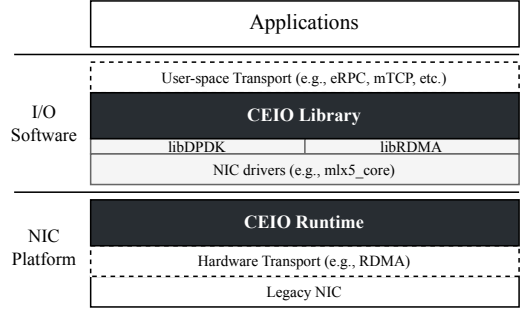 Applications
I/O
Software
User-space Transport (e.g., eRPC, mTCP, etc.)
CEIO Library
libDPDK libRDMA
NIC drivers (e.g., mlx5_core)
NIC
Platform
CEIO Runtime
Hardware Transport (e.g., RDMA)
Legacy NIC